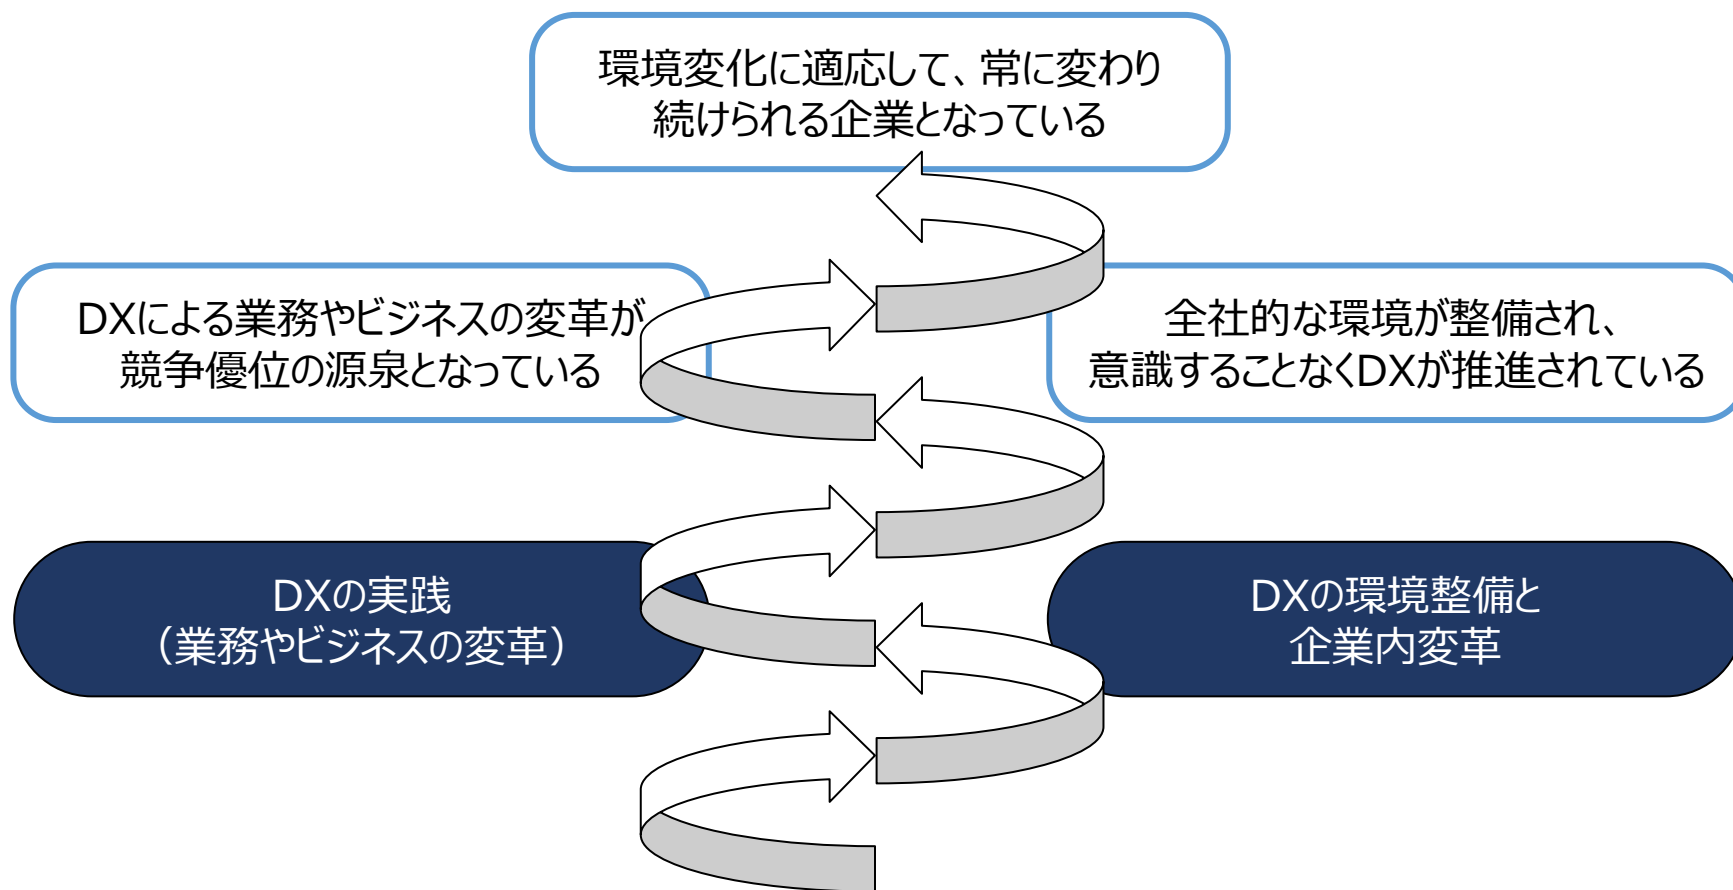 環境変化に適応して、常に変わり
続けられる企業となっている
DXによる業務やビジネスの変革が
競争優位の源泉となっている
全社的な環境が整備され、
意識することなくDXが推進されている
DXの実践
（業務やビジネスの変革）
DXの環境整備と
企業内変革